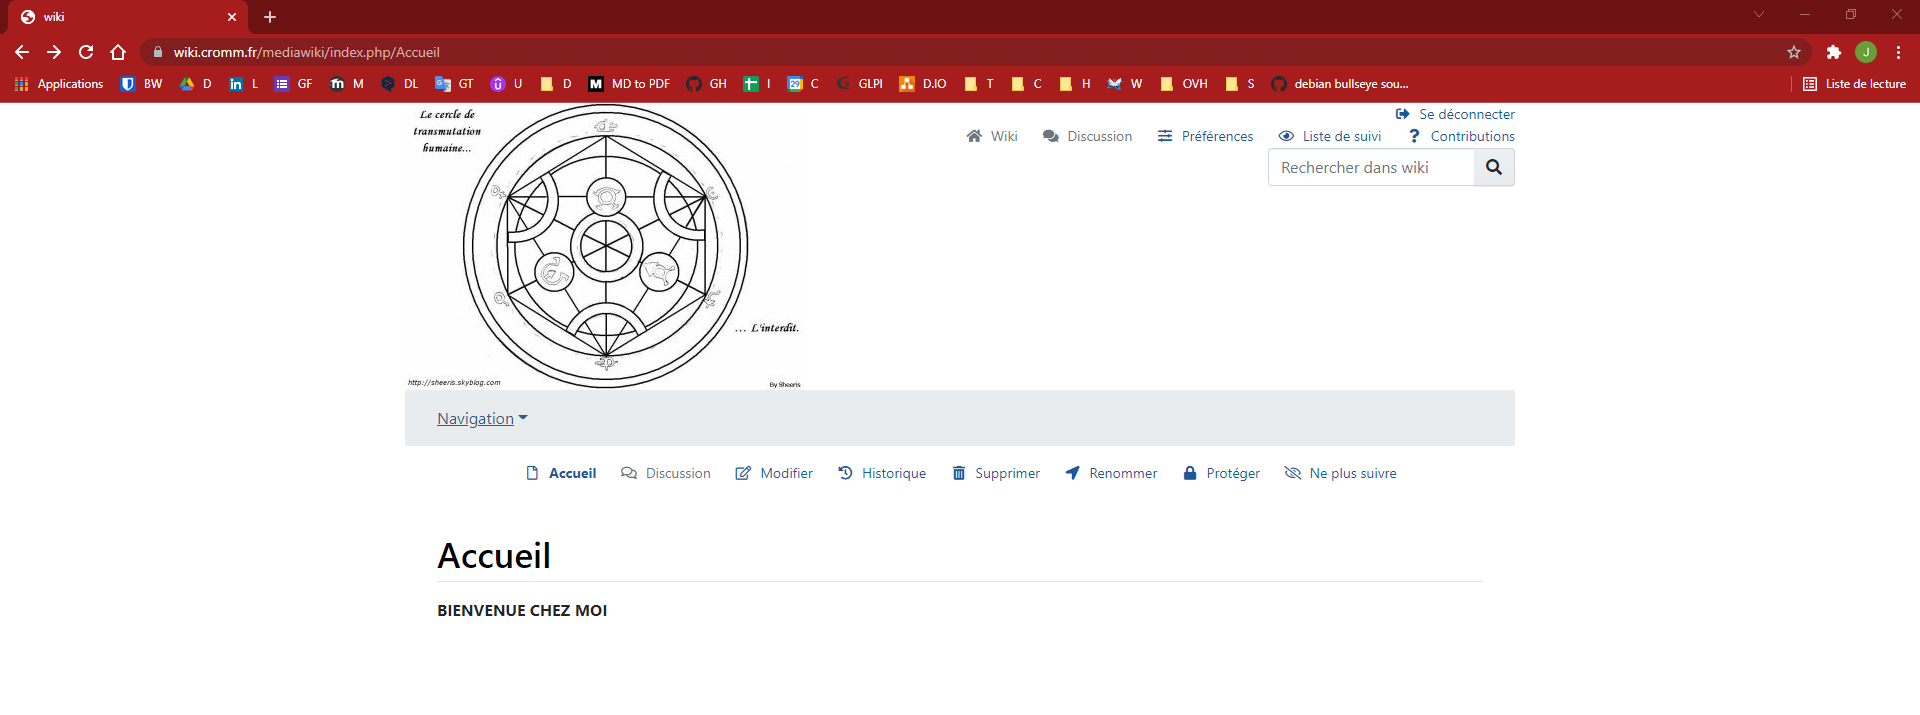 wiki
wiki.cromm.fr/mediawiki/index.php/Accueil
J
Applications BW D L GF M DL GT U D MD to PDF GH I C GLPI D.IO T C H W OVH S debian bullseye sou... Liste de lecture
Le cercle de
transmutation
humaine...
... L'interdit.
http://sheeris.skyblog.com
By Sheeris
Se déconnecter
Wiki Discussion Préférences Liste de suivi Contributions
Rechercher dans wiki
Navigation
Accueil Discussion Modifier Historique Supprimer Renommer Protéger Ne plus suivre
Accueil
BIENVENUE CHEZ MOI